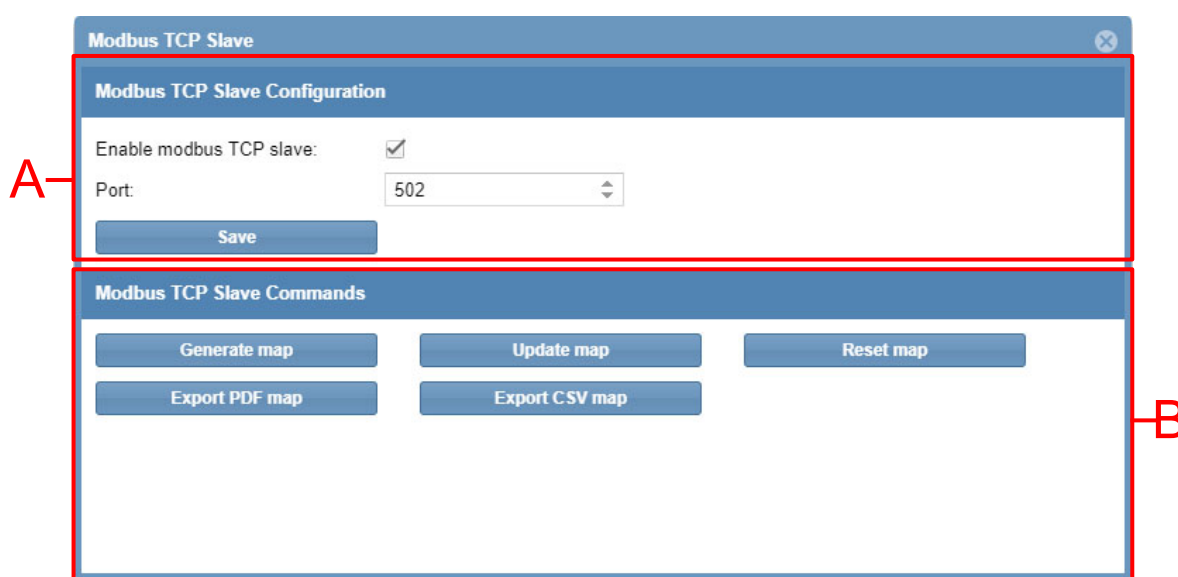 Modbus TCP Slave
Modbus TCP Slave Configuration
Enable modbus TCP slave:
A
Port: 502
Save
Modbus TCP Slave Commands
Generate map Update map Reset map
Export PDF map Export CSV map
B